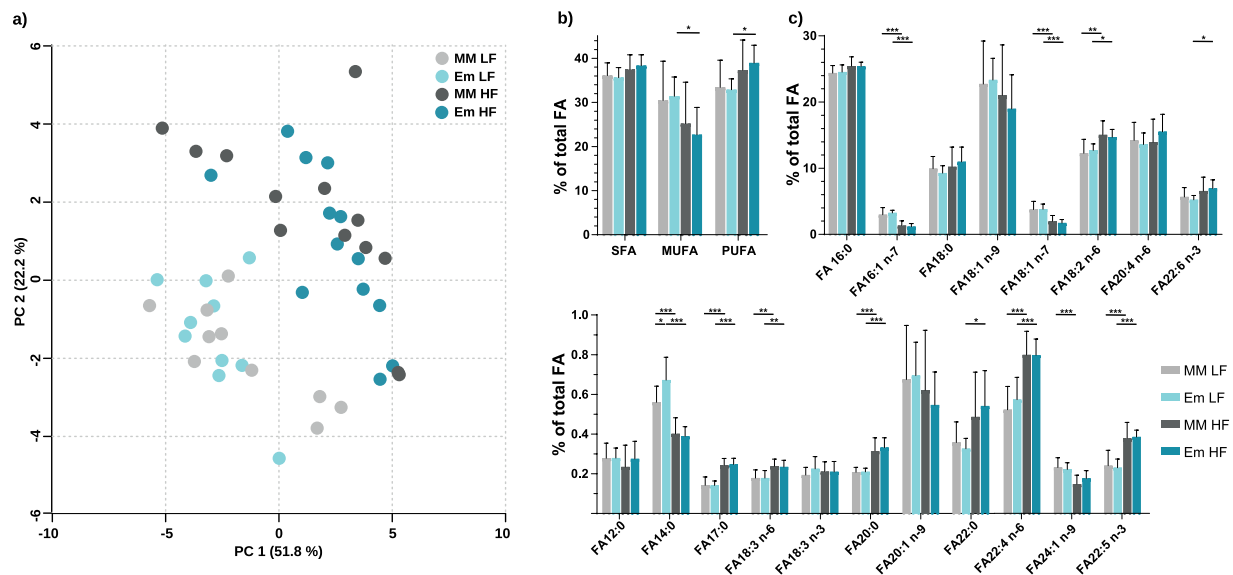 a)
6
4
2
0
-2
-4
-6
-10
-5
0
5
10
PC 2 (22.2 %)
PC 1 (51.8 %)
MM LF
Em LF
MM HF
Em HF
b)
% of total FA
40
30
20
10
0
* *
SFA MUFA PUFA
c)
% of total FA
30
20
10
0
*** *** ** *
*** *** *
FA 16:0
FA16:1 n-7
FA18:0
FA18:1 n-9
FA18:1 n-7
FA18:2 n-6
FA20:4 n-6
FA22:6 n-3
% of total FA
1.0
0.8
0.6
0.4
0.2
*** *** ** *** *** *** ***
* *** *** ** *** * *** ***
FA12:0
FA14:0
FA17:0
FA18:3 n-6
FA18:3 n-3
FA20:0
FA20:1 n-9
FA22:0
FA22:4 n-6
FA24:1 n-9
FA22:5 n-3
MM LF
Em LF
MM HF
Em HF